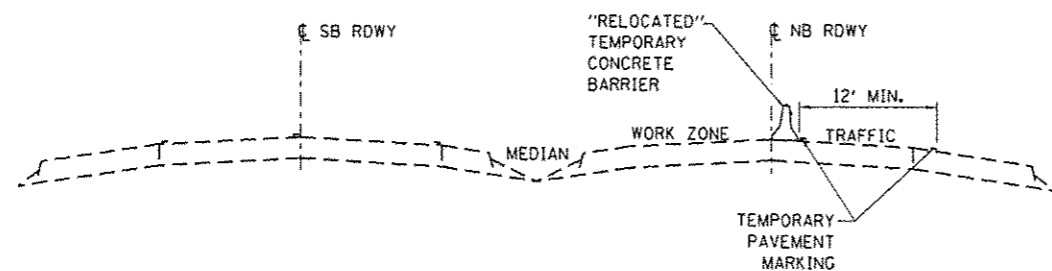 ℄ SB RDWY
"RELOCATED"
TEMPORARY
CONCRETE
BARRIER
℄ NB RDWY
12' MIN.
WORK ZONE
TRAFFIC
MEDIAN
TEMPORARY
PAVEMENT
MARKING